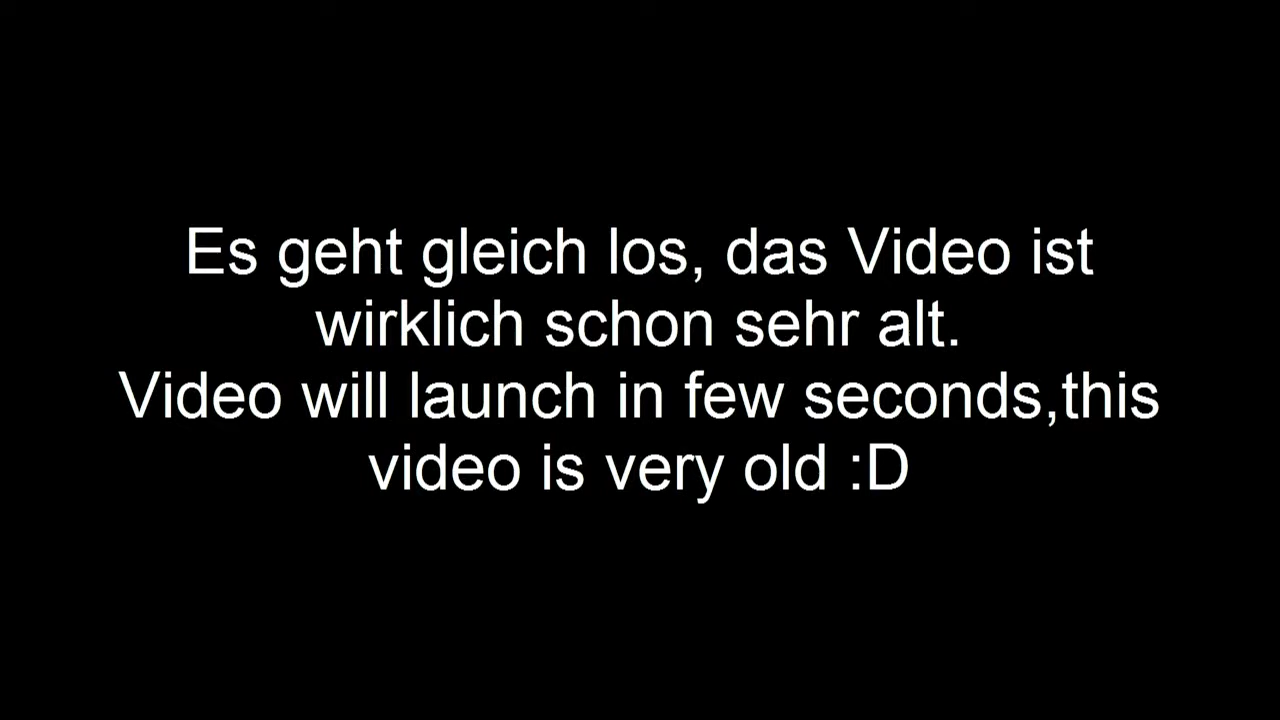 Es geht gleich los, das Video ist
wirklich schon sehr alt.
Video will launch in few seconds,this
video is very old :D